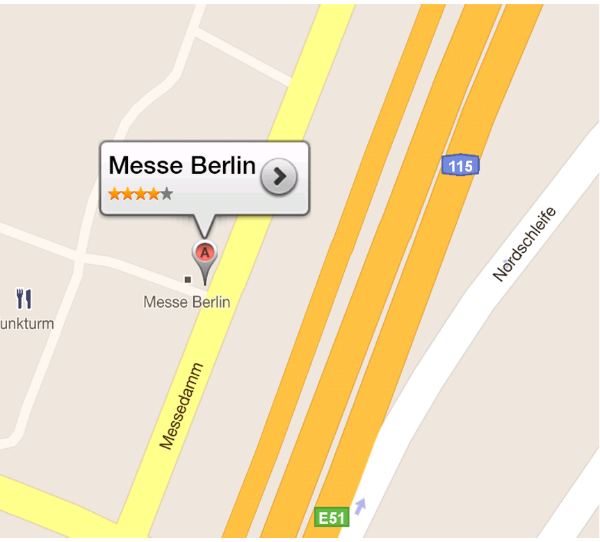 Messe Berlin
115
Nordschleife
A
Messe Berlin
unkturm
Messedamm
E51